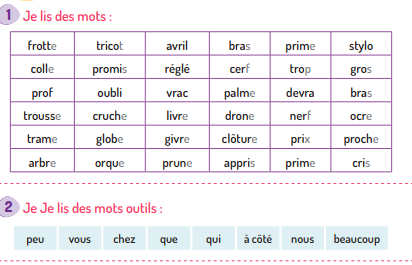 1 Je lis des mots :
frotte tricot avril bras prime stylo
colle promis réglé cerf trop gros
prof oubli vrac palme devra bras
trousse cruche livre drone nerf ocre
trame globe givre clôture prix proche
arbre orque prune appris prime cris
2 Je Je lis des mots outils :
peu vous chez que qui à côté nous beaucoup